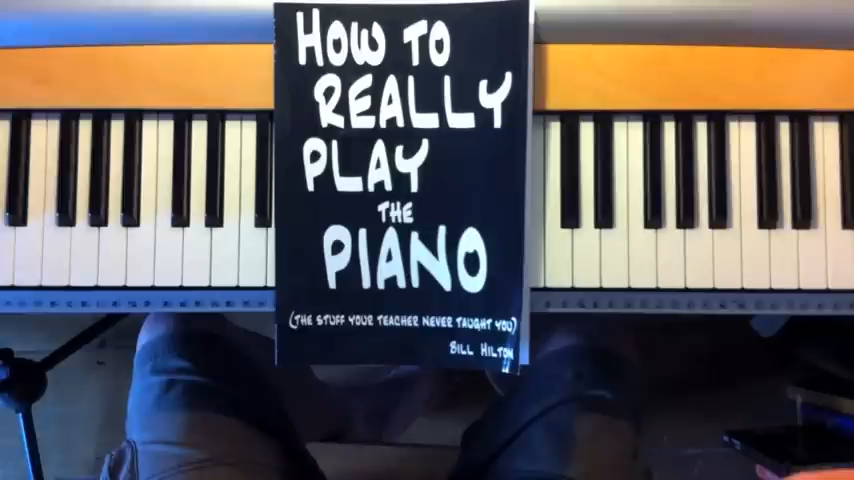 HOW TO
REALLY
PLAY
THE
PIANO
(THE STUFF YOUR TEACHER NEVER TAUGHT YOU)
BILL HILTON